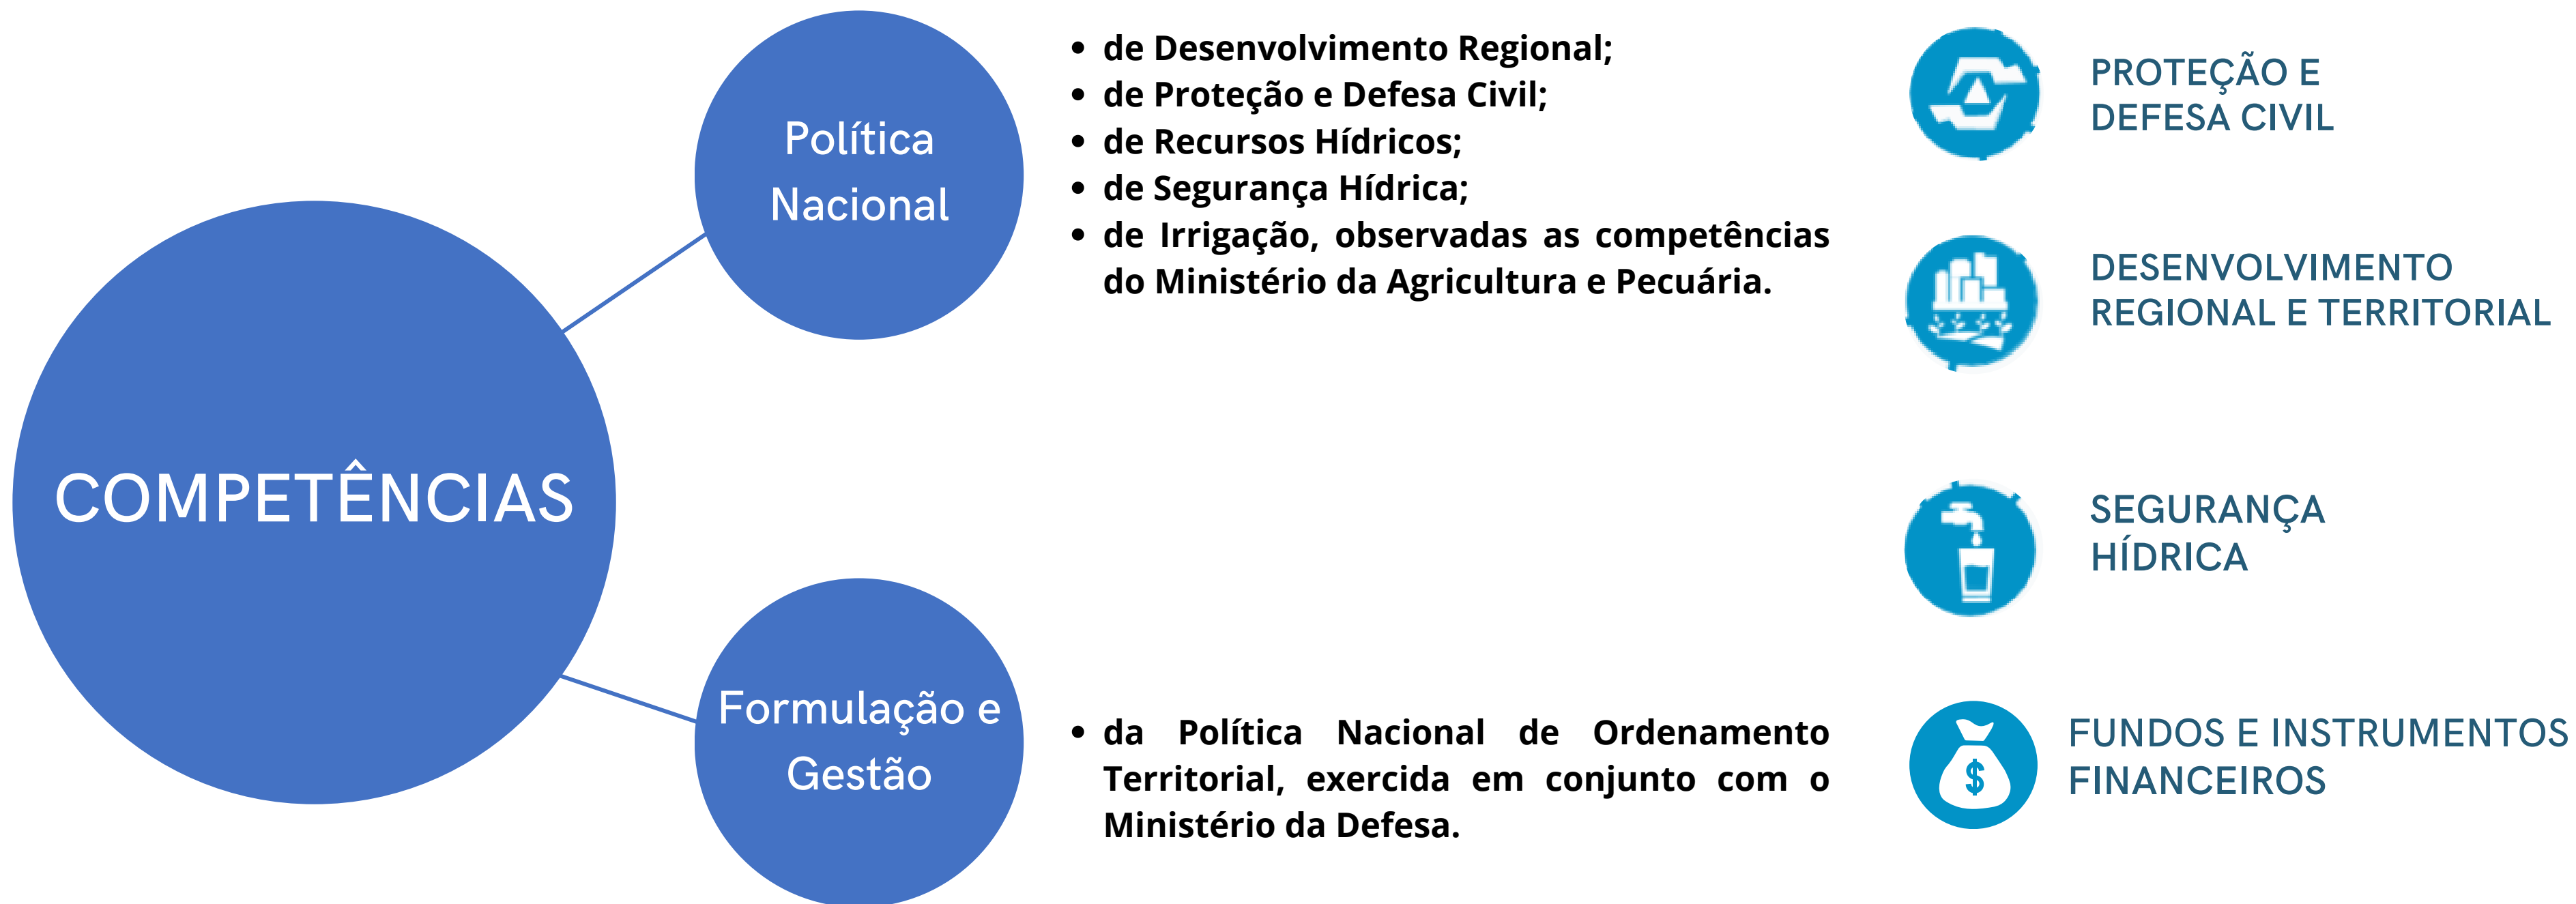 COMPETÊNCIAS
Política
Nacional
• de Desenvolvimento Regional;
• de Proteção e Defesa Civil;
• de Recursos Hídricos;
• de Segurança Hídrica;
• de Irrigação, observadas as competências
do Ministério da Agricultura e Pecuária.
Formulação e
Gestão
• da Política Nacional de Ordenamento
Territorial, exercida em conjunto com o
Ministério da Defesa.
PROTEÇÃO E
DEFESA CIVIL
DESENVOLVIMENTO
REGIONAL E TERRITORIAL
SEGURANÇA
HÍDRICA
$
FUNDOS E INSTRUMENTOS
FINANCEIROS